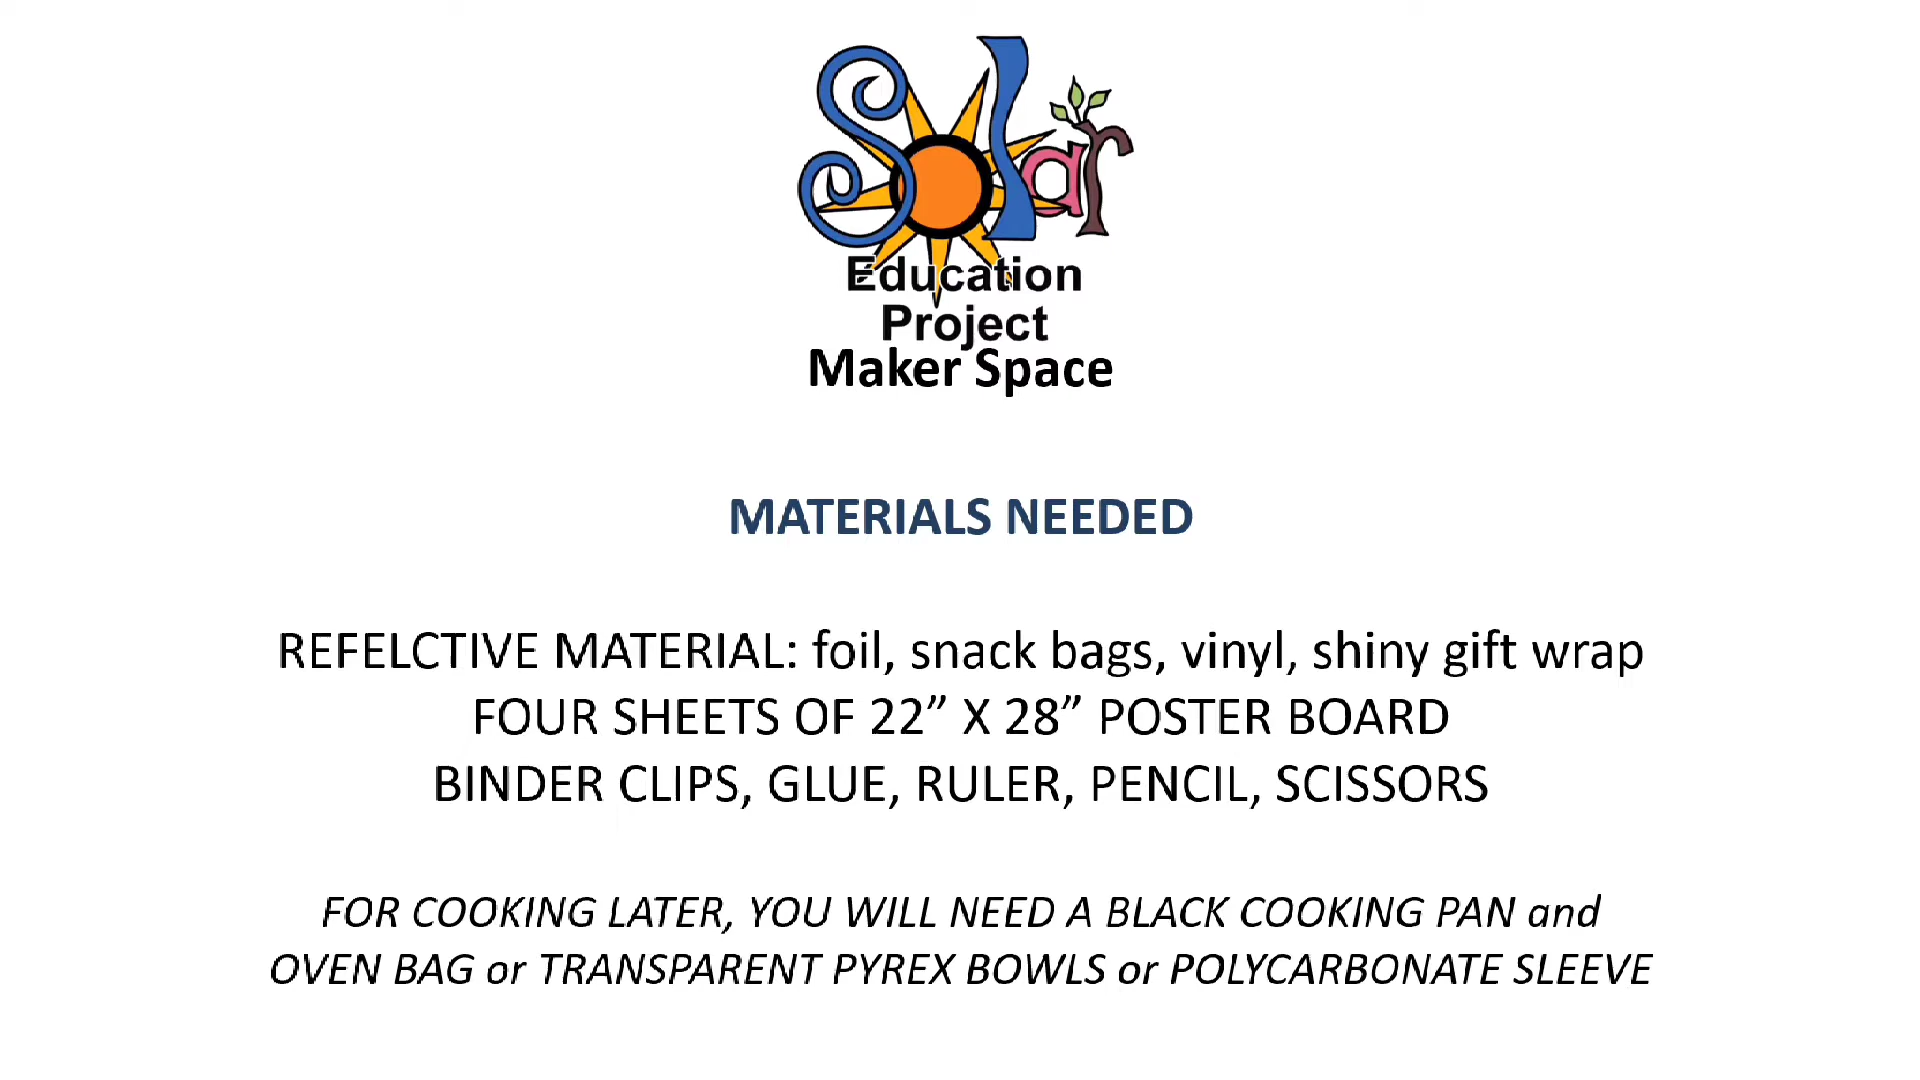 Solar
Education
Project
Maker Space
MATERIALS NEEDED
REFELCTIVE MATERIAL: foil, snack bags, vinyl, shiny gift wrap
FOUR SHEETS OF 22” X 28” POSTER BOARD
BINDER CLIPS, GLUE, RULER, PENCIL, SCISSORS
FOR COOKING LATER, YOU WILL NEED A BLACK COOKING PAN and
OVEN BAG or TRANSPARENT PYREX BOWLS or POLYCARBONATE SLEEVE